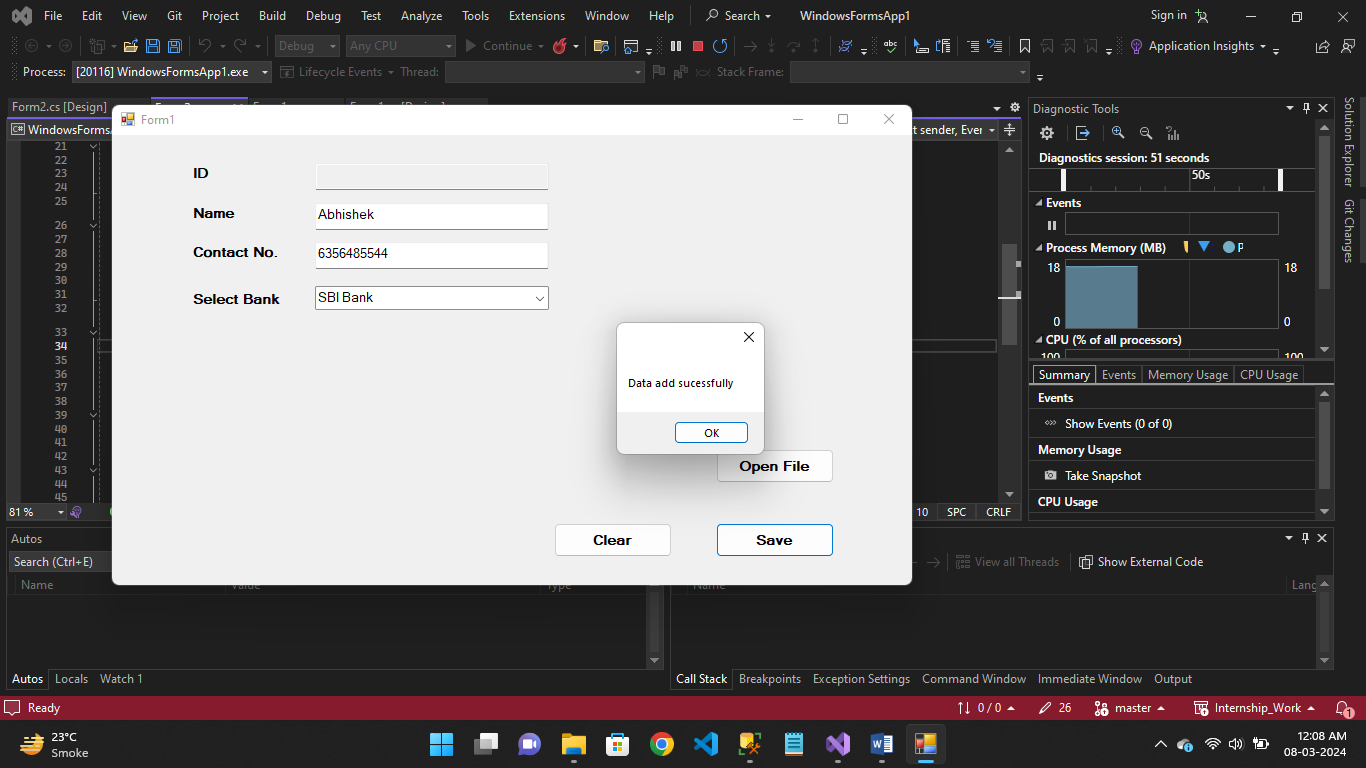 File Edit View Git Project Build Debug Test Analyze Tools Extensions Window Help Search WindowsFormsApp1 Sign in
Debug Any CPU Continue Application Insights
Process: [20116] WindowsFormsApp1.exe Lifecycle Events Thread: Stack Frame:
Form2.cs [Design]
WindowsFormsA
t sender, Ever
Form1
ID
Name Abhishek
Contact No. 6356485544
Select Bank SBI Bank
Data add sucessfully
OK
Open File
Clear Save
21
22
23
24
25
26
27
28
29
30
31
32
33
34
35
36
37
38
39
40
41
42
43
44
45
81 %
10 SPC CRLF
Diagnostic Tools
Diagnostics session: 51 seconds
50s
Events
Process Memory (MB) P
18 18
0 0
CPU (% of all processors)
100 100
Summary Events Memory Usage CPU Usage
Events
Show Events (0 of 0)
Memory Usage
Take Snapshot
CPU Usage
Solution Explorer
Git Changes
Autos
Search (Ctrl+E)
Name Value Type
View all Threads Show External Code
Name Lang
Autos Locals Watch 1
Call Stack Breakpoints Exception Settings Command Window Immediate Window Output
Ready 0 / 0 26 master Internship_Work 1
23°C
Smoke
12:08 AM
08-03-2024